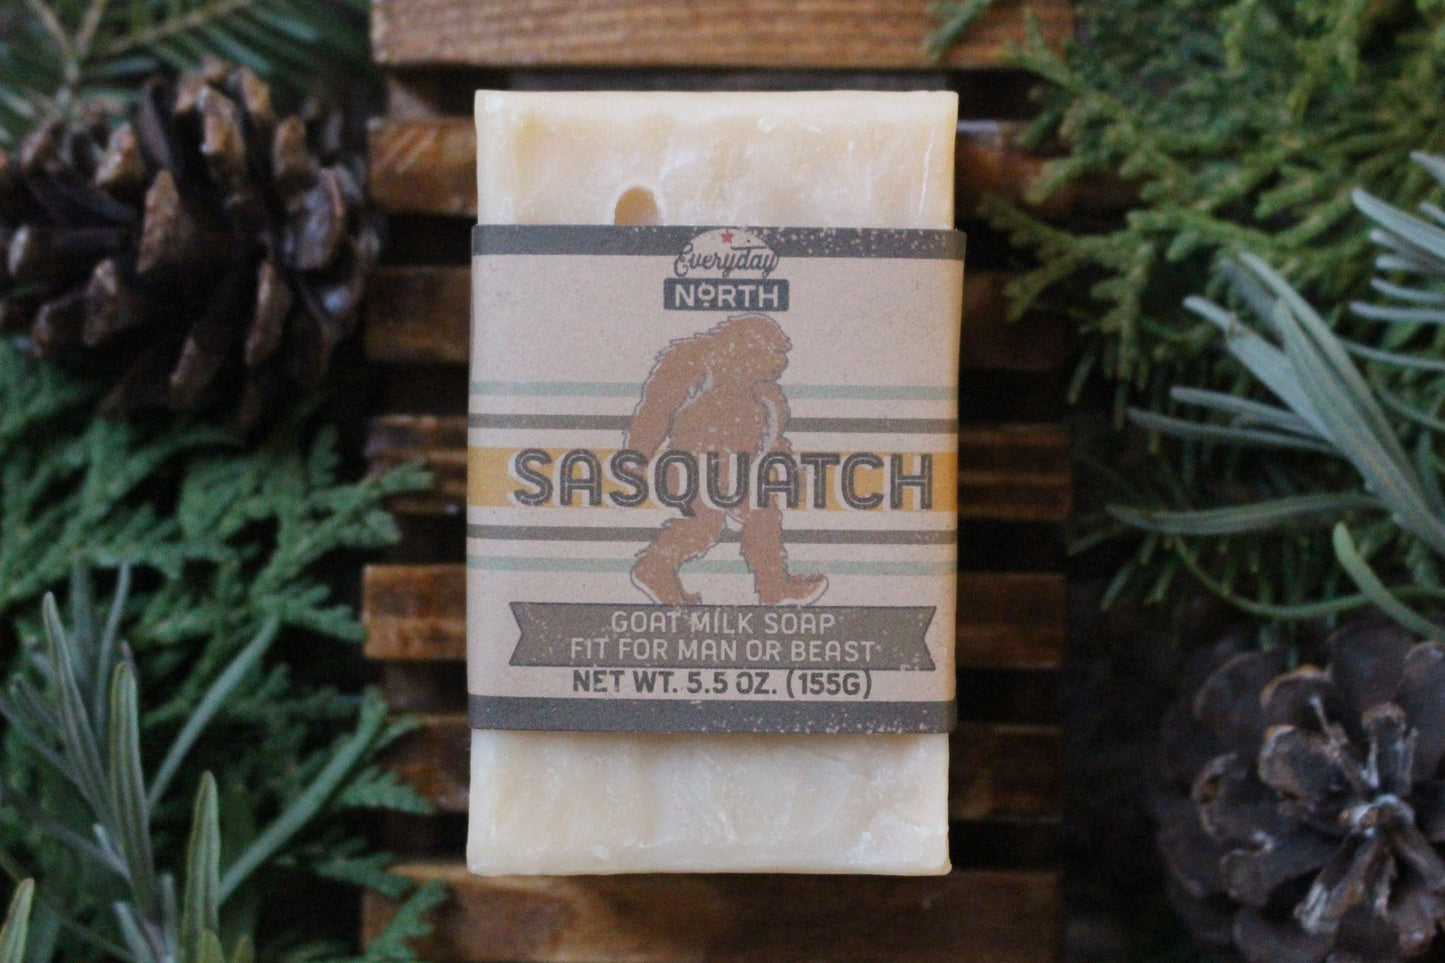 Everyday
NORTH
SASQUATCH
GOAT MILK SOAP
FIT FOR MAN OR BEAST
NET WT. 5.5 OZ. (155G)